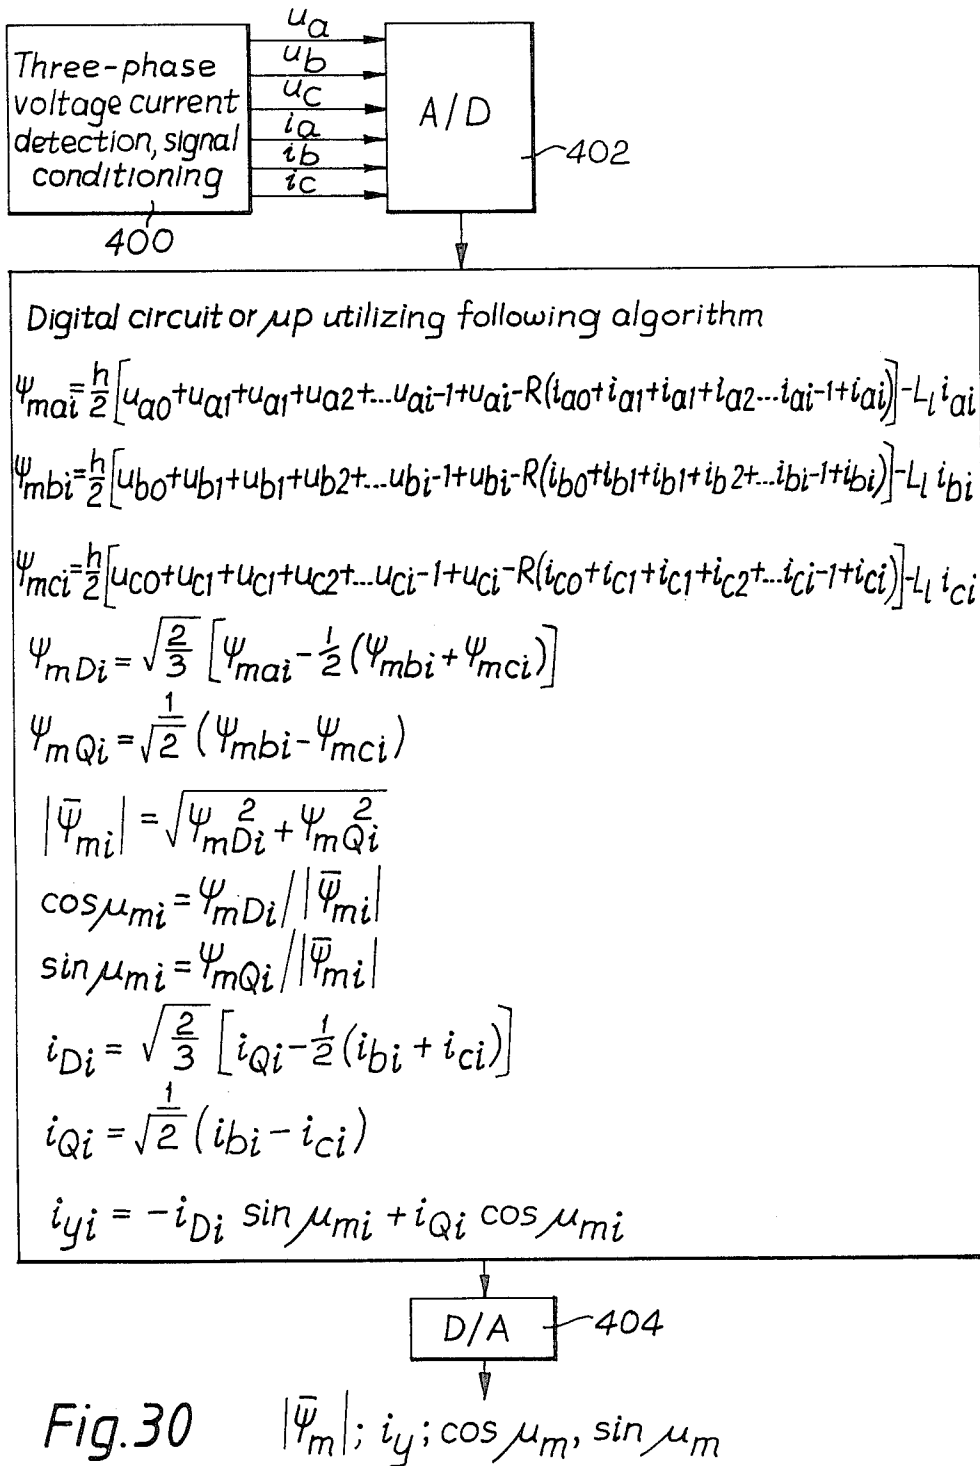 Three-phase
voltage current
detection, signal
conditioning
400
u_a
u_b
u_c
i_a
i_b
i_c
A/D
402
Digital circuit or μp utilizing following algorithm
ψ_mai = h/2 [u_a0 + u_a1 + u_a1 + u_a2 + ... u_ai-1 + u_ai - R(i_a0 + i_a1 + i_a1 + i_a2 ... i_ai-1 + i_ai)] - L_l i_ai
ψ_mbi = h/2 [u_b0 + u_b1 + u_b1 + u_b2 + ... u_bi-1 + u_bi - R(i_b0 + i_b1 + i_b1 + i_b2 + ... i_bi-1 + i_bi)] - L_l i_bi
ψ_mci = h/2 [u_c0 + u_c1 + u_c1 + u_c2 + ... u_ci-1 + u_ci - R(i_c0 + i_c1 + i_c1 + i_c2 + ... i_ci-1 + i_ci)] - L_l i_ci
ψ_mDi = √(2/3) [ψ_mai - 1/2 (ψ_mbi + ψ_mci)]
ψ_mQi = 1/√2 (ψ_mbi - ψ_mci)
|ψ̄_mi| = √(ψ_mDi² + ψ_mQi²)
cos μ_mi = ψ_mDi / |ψ̄_mi|
sin μ_mi = ψ_mQi / |ψ̄_mi|
i_Di = √(2/3) [i_Qi - 1/2 (i_bi + i_ci)]
i_Qi = 1/√2 (i_bi - i_ci)
i_yi = -i_Di sin μ_mi + i_Qi cos μ_mi
D/A
404
Fig.30
|ψ̄_m|; i_y; cos μ_m, sin μ_m